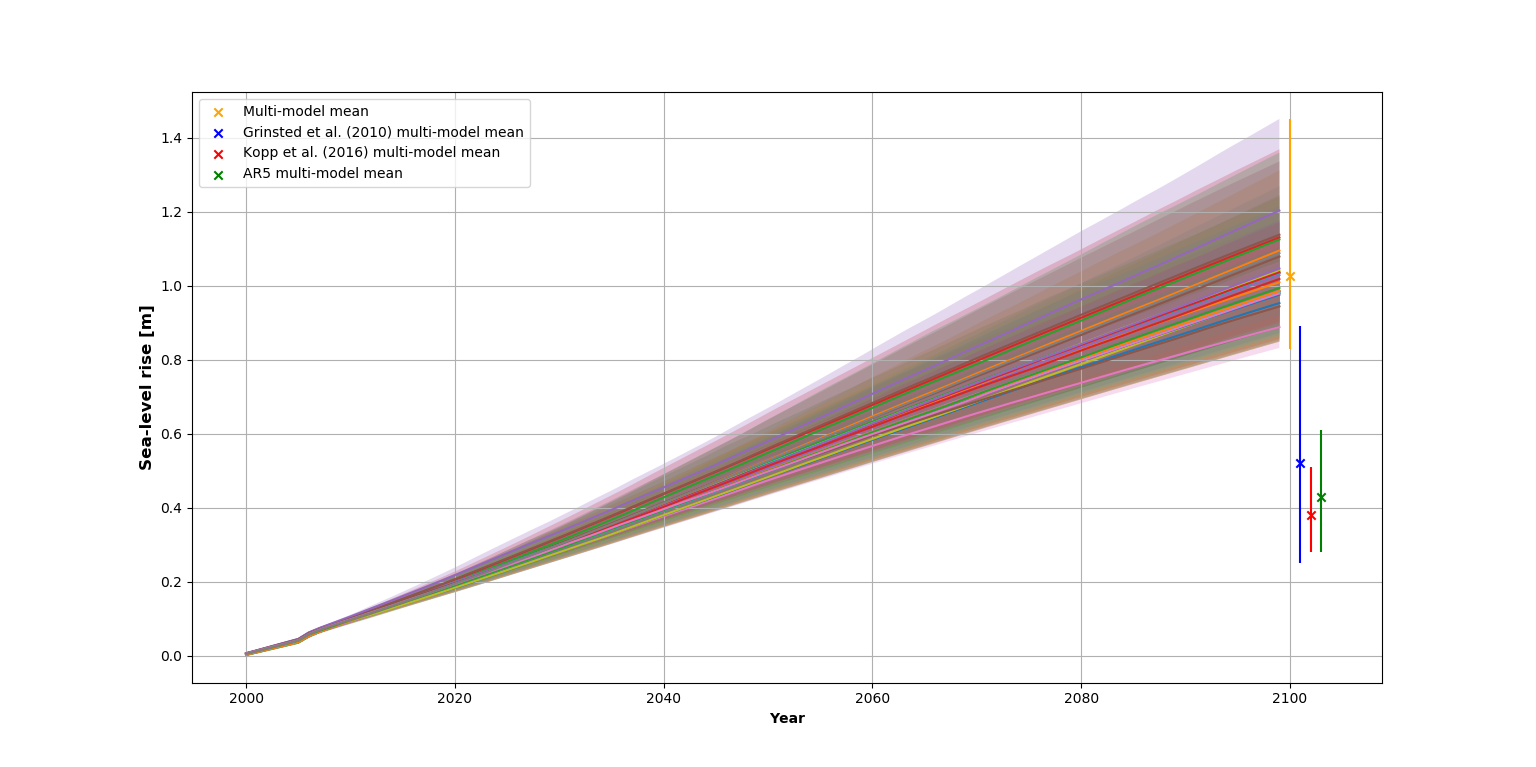 Multi-model mean
Grinsted et al. (2010) multi-model mean
Kopp et al. (2016) multi-model mean
AR5 multi-model mean
1.4
1.2
1.0
0.8
0.6
0.4
0.2
0.0
Sea-level rise [m]
2000 2020 2040 2060 2080 2100
Year